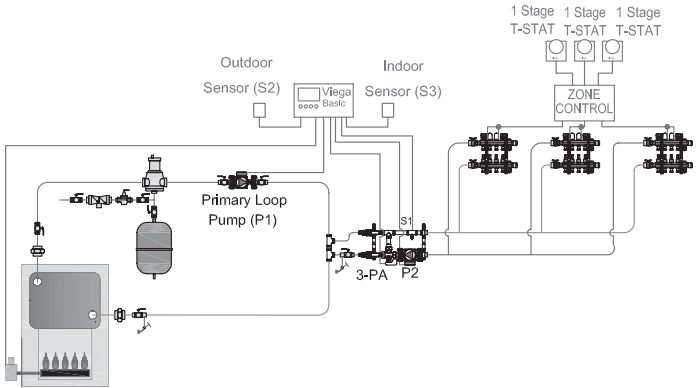 1 Stage 1 Stage 1 Stage
T-STAT T-STAT T-STAT
Outdoor
Sensor (S2)
Viega
Basic
Indoor
Sensor (S3)
ZONE
CONTROL
Primary Loop
Pump (P1)
S1
3-PA
P2